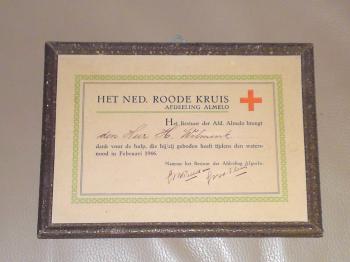 HET NED. ROODE KRUIS
AFDEELING ALMELO
Het Bestuur der Afd. Almelo brengt
den Heer H. Wilmink
dank voor de hulp, die hij/zij geboden heeft tijdens den waters-
nood in Februari 1946.
Namens het Bestuur der Afdeeling Almelo.